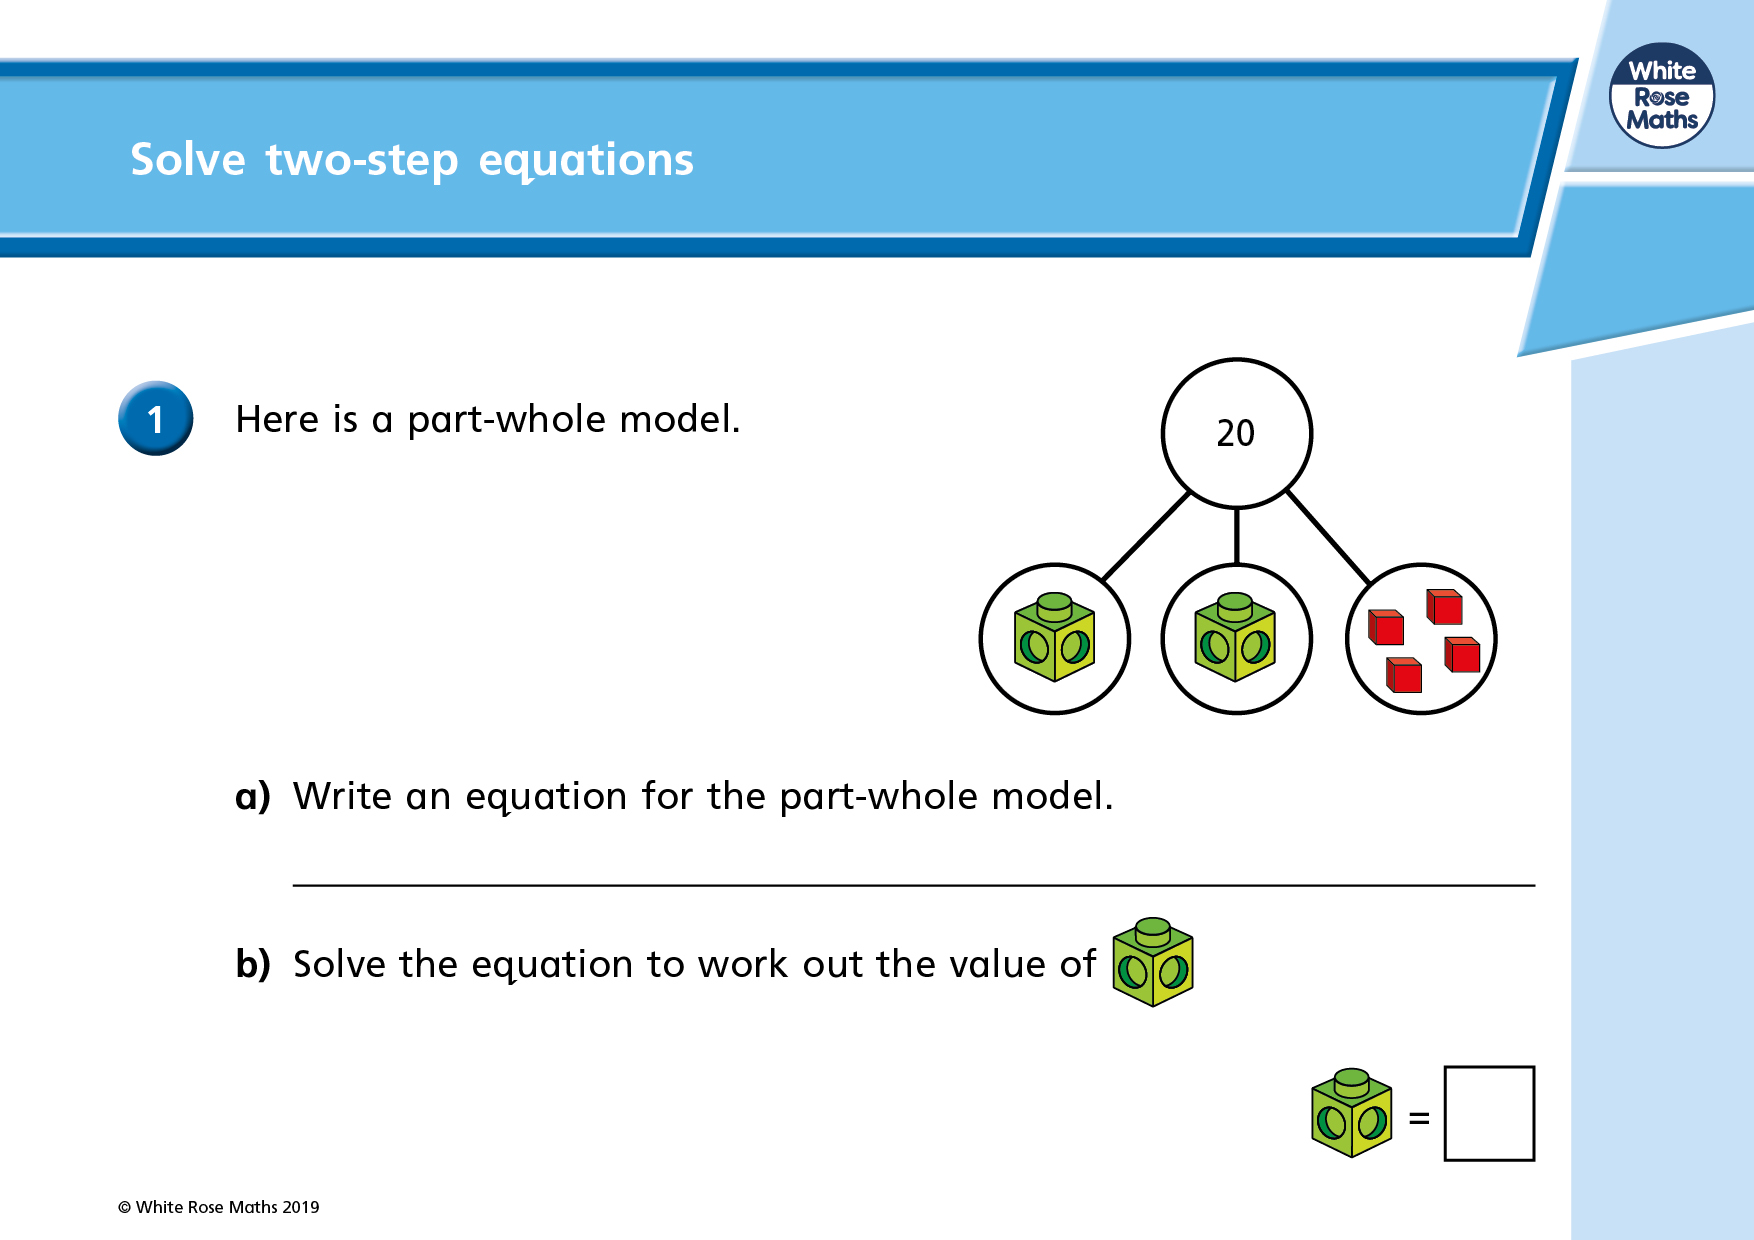 White
Rose
Maths
Solve two-step equations
1 Here is a part-whole model.
20
a) Write an equation for the part-whole model.
b) Solve the equation to work out the value of
=
© White Rose Maths 2019